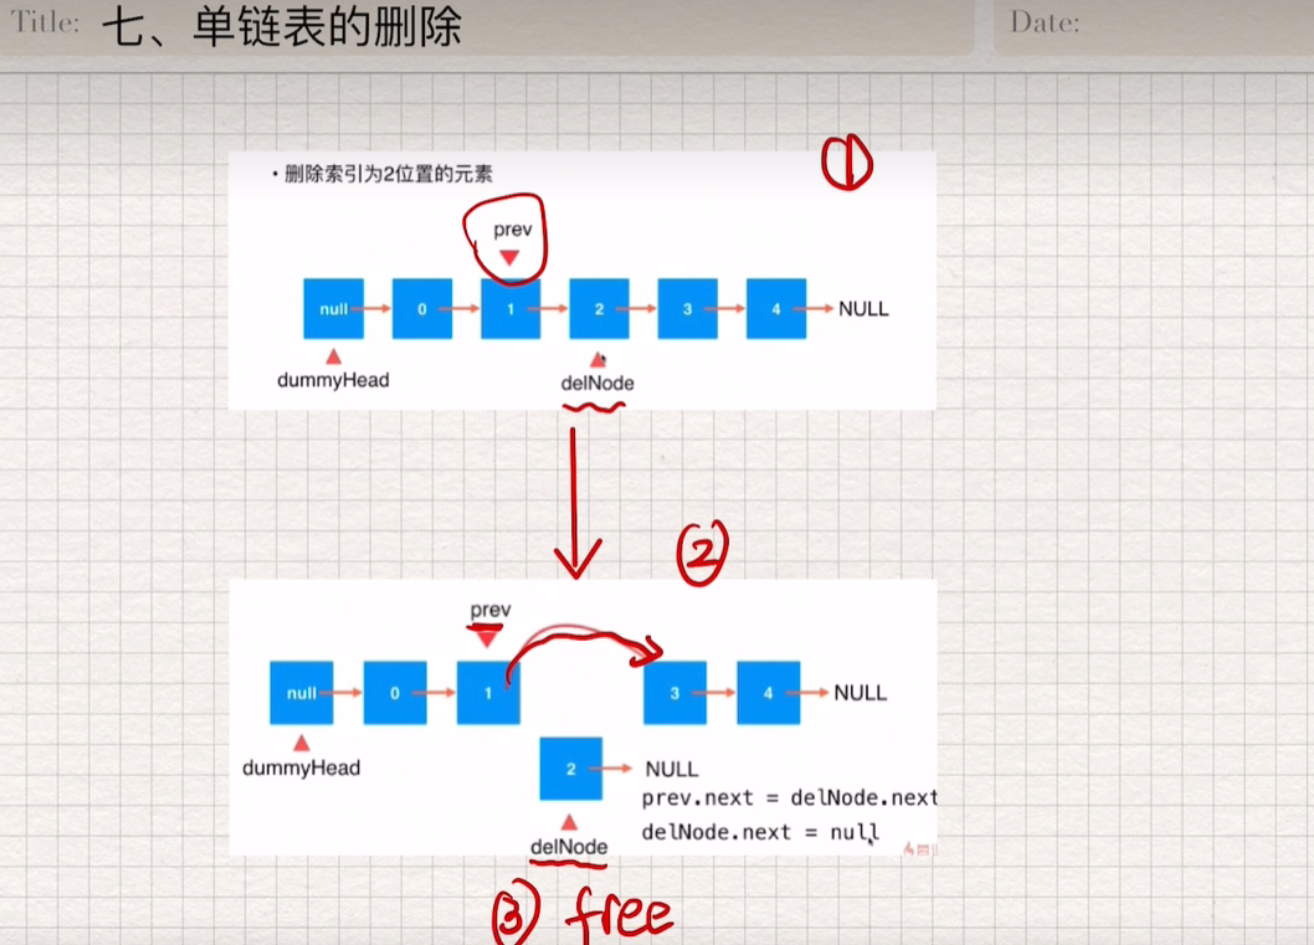 Title: 七、单链表的删除
Date:
①
• 删除索引为2位置的元素
prev
null 0 1 2 3 4 NULL
dummyHead
delNode
②
prev
null 0 1 3 4 NULL
dummyHead
2 NULL
prev.next = delNode.next
delNode.next = null
delNode
③ free